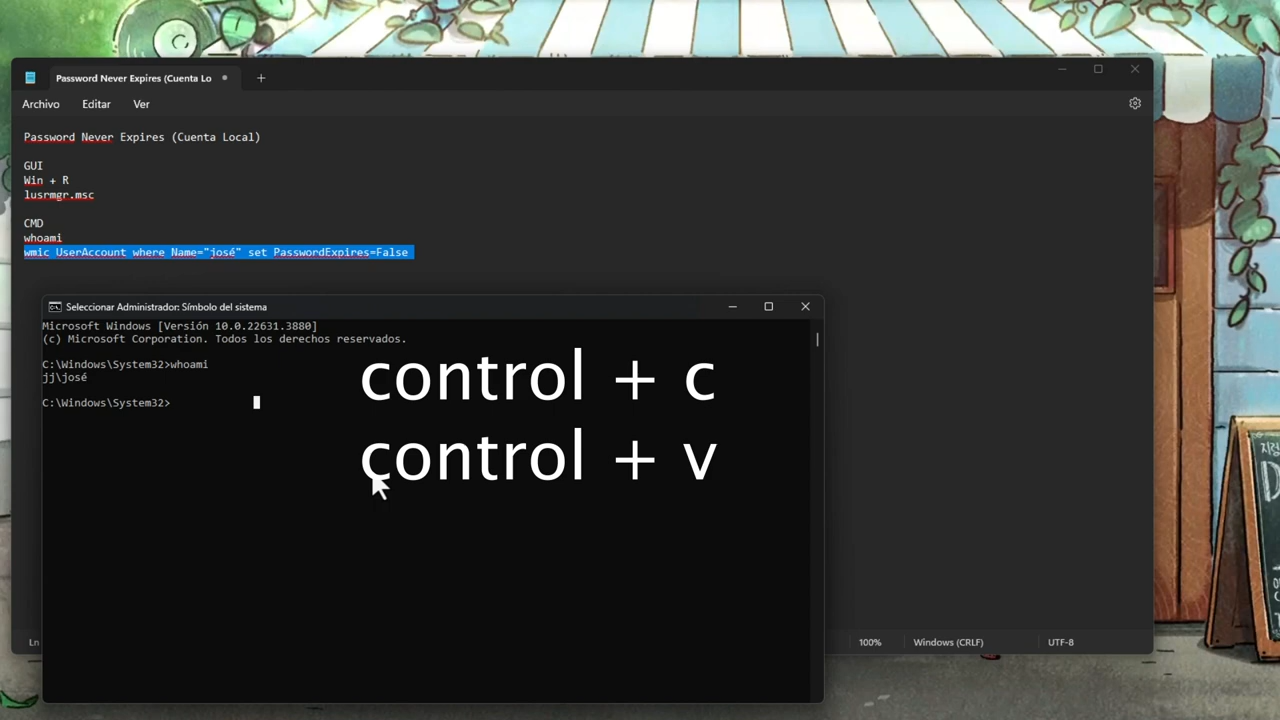 Password Never Expires (Cuenta Lo
Archivo Editar Ver
Password Never Expires (Cuenta Local)
GUI
Win + R
lusrmgr.msc
CMD
whoami
wmic UserAccount where Name="josé" set PasswordExpires=False
Seleccionar Administrador: Símbolo del sistema
Microsoft Windows [Versión 10.0.22631.3880]
(c) Microsoft Corporation. Todos los derechos reservados.
C:\Windows\System32>whoami
jj\josé
C:\Windows\System32>
control + c
control + v
Ln
100% Windows (CRLF) UTF-8